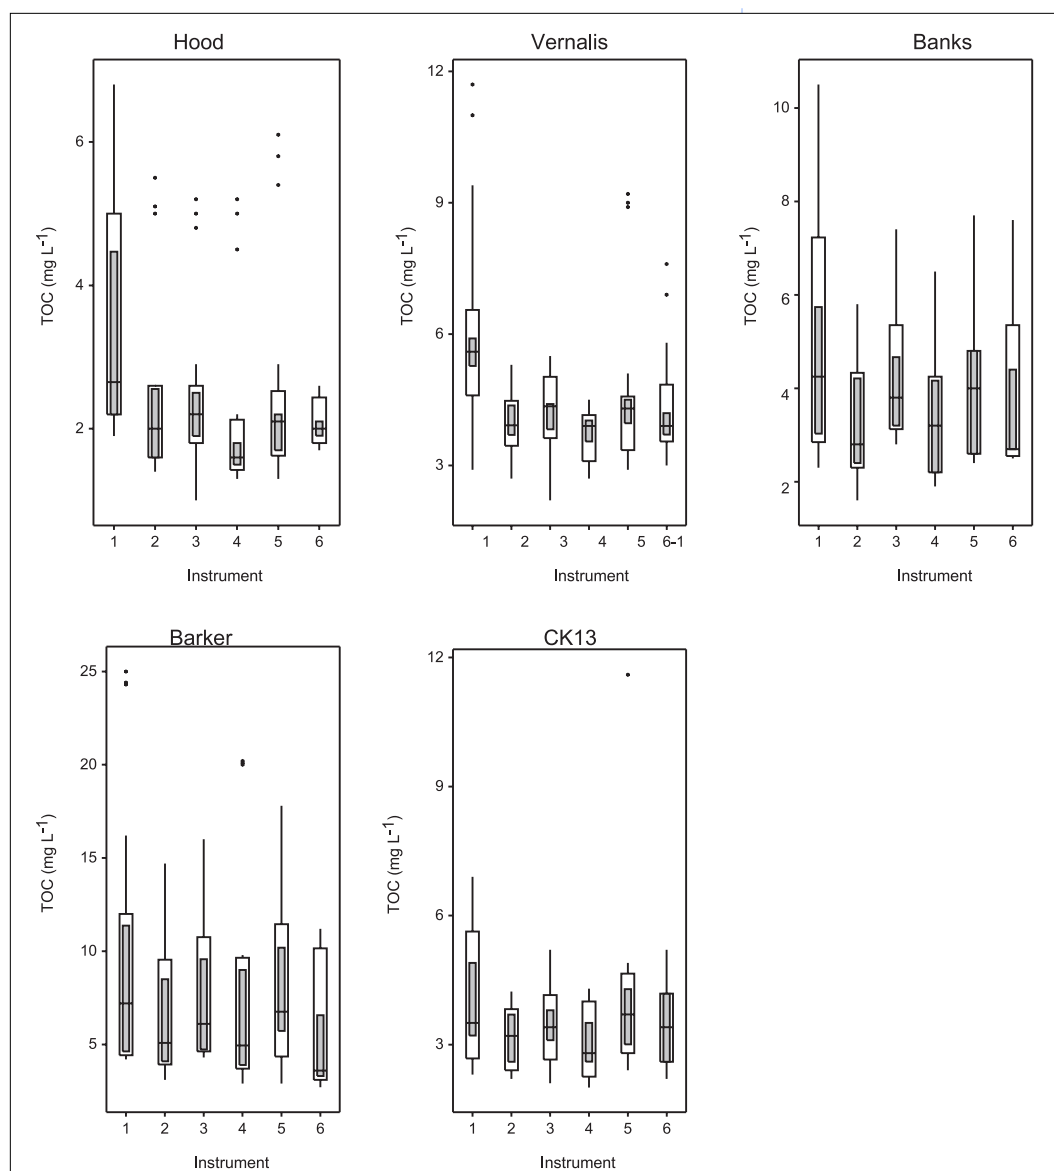 Hood
Vernalis
Banks
TOC (mg L-1)
6
4
2
1 2 3 4 5 6
Instrument
TOC (mg L-1)
12
9
6
3
1 2 3 4 5 6-1
Instrument
TOC (mg L-1)
10
8
6
4
2
1 2 3 4 5 6
Instrument
Barker
CK13
TOC (mg L-1)
25
20
15
10
5
1 2 3 4 5 6
Instrument
TOC (mg L-1)
12
9
6
3
1 2 3 4 5 6
Instrument